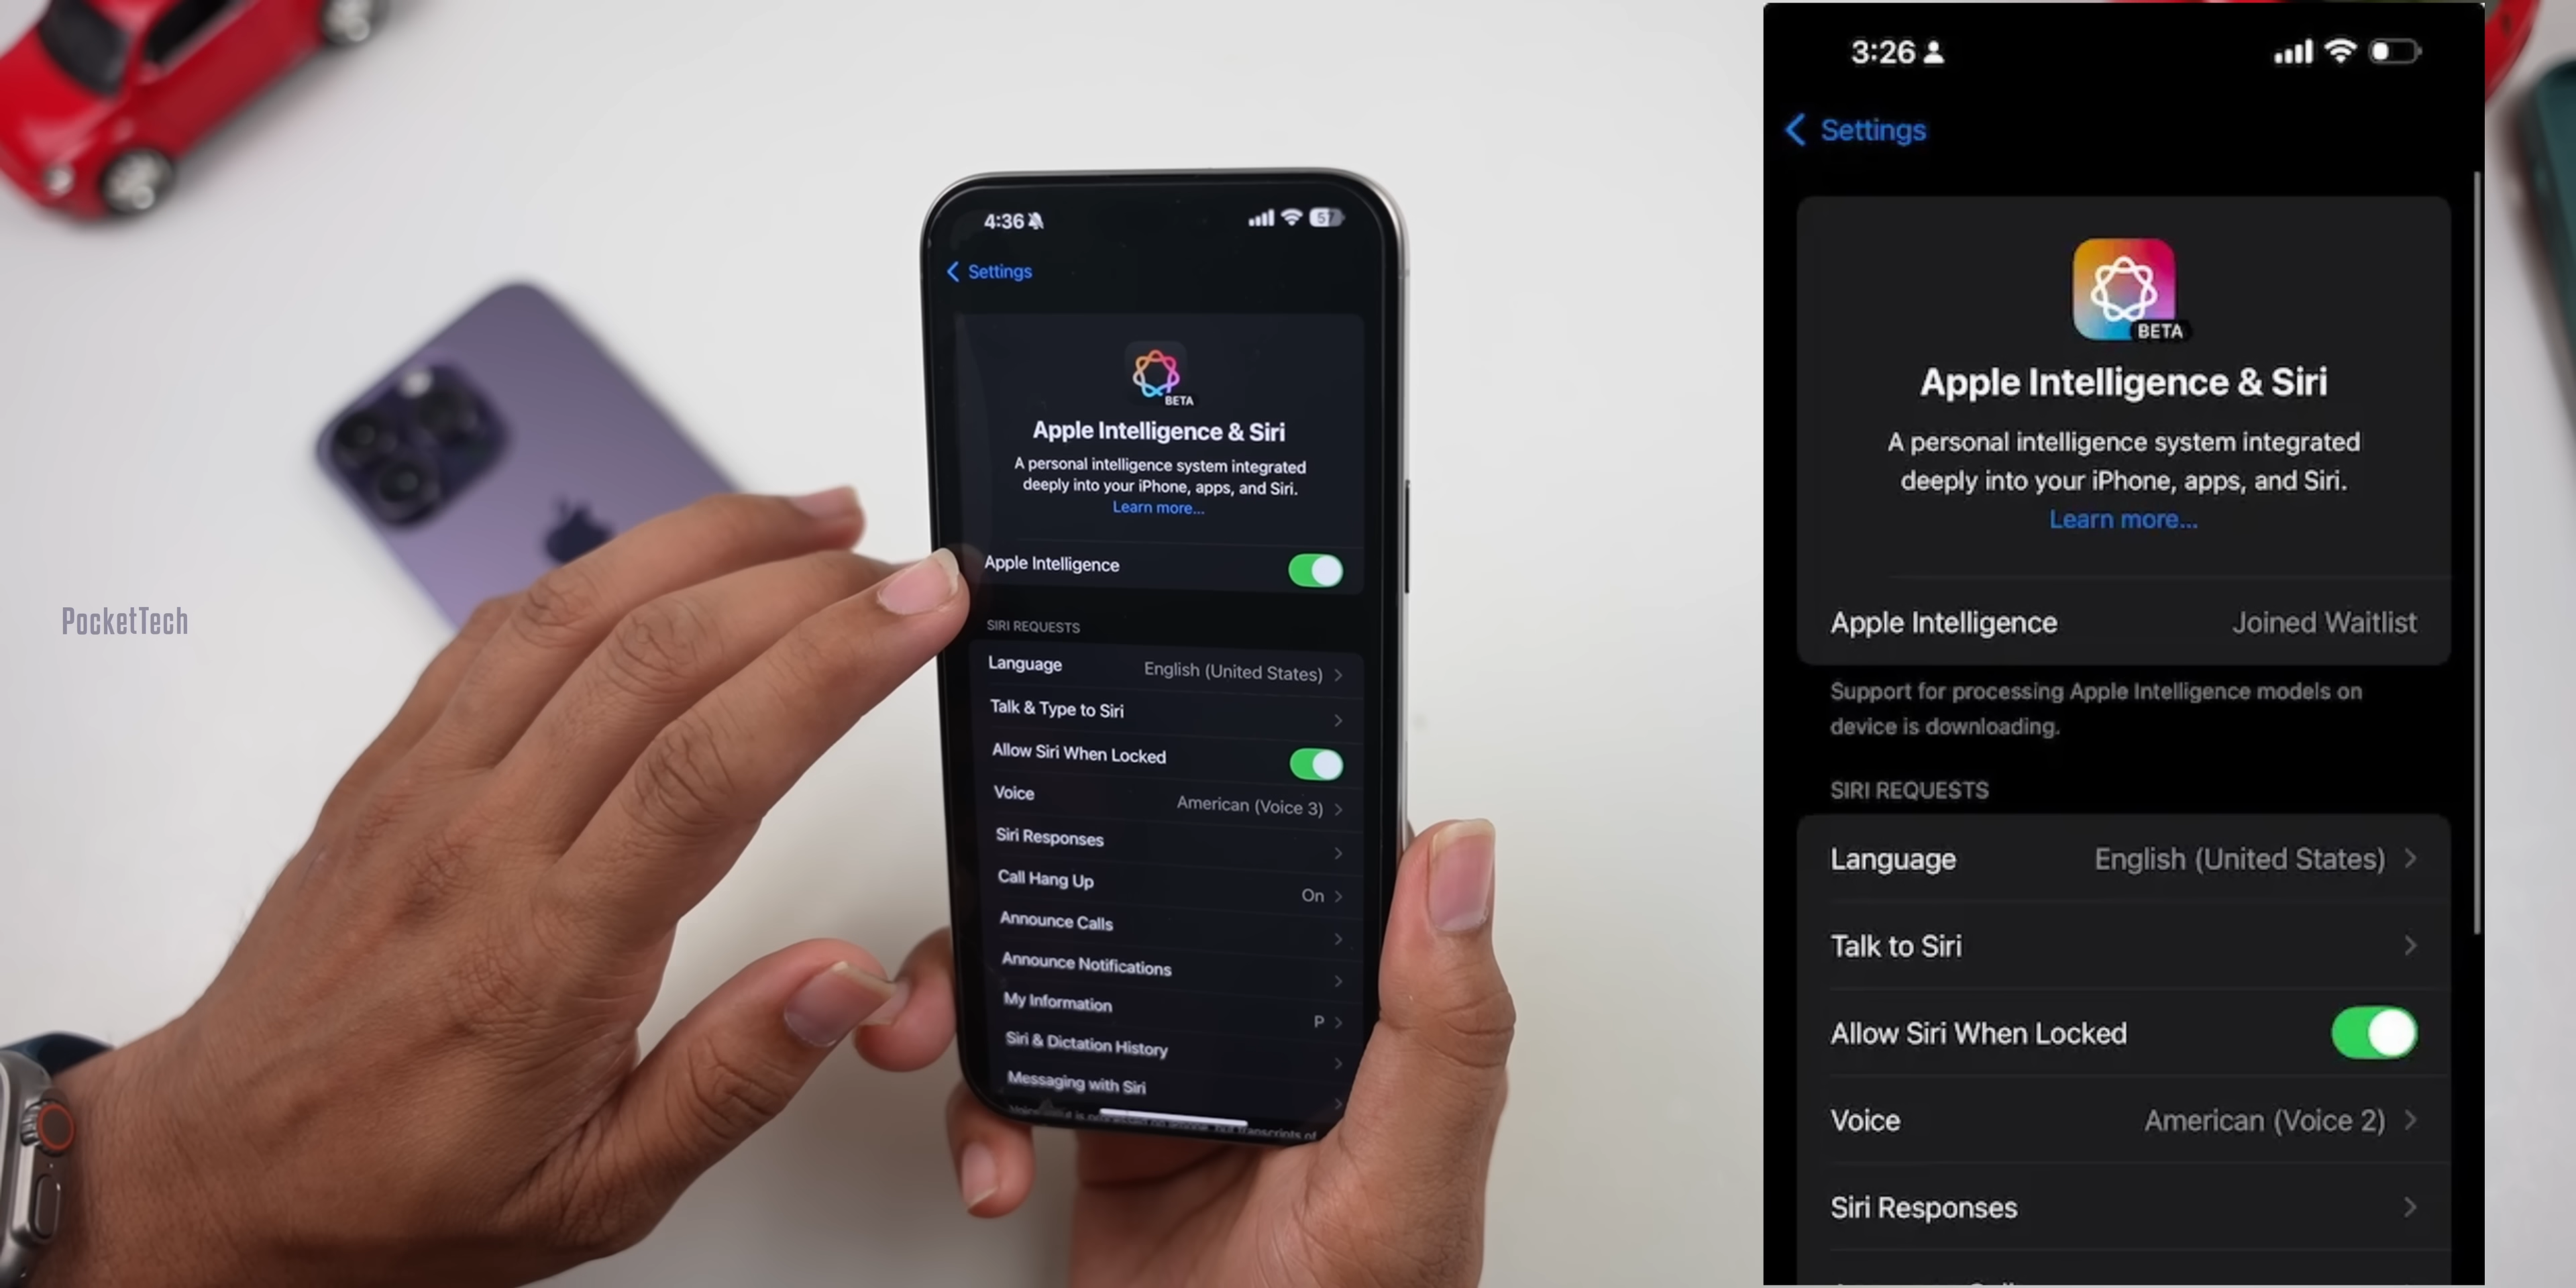 PocketTech
4:36
57
Settings
BETA
Apple Intelligence & Siri
A personal intelligence system integrated
deeply into your iPhone, apps, and Siri.
Learn more...
Apple Intelligence
SIRI REQUESTS
Language English (United States)
Talk & Type to Siri
Allow Siri When Locked
Voice American (Voice 3)
Siri Responses
Call Hang Up On
Announce Calls
Announce Notifications
My Information P
Siri & Dictation History
Messaging with Siri
transcripts of
3:26
Settings
BETA
Apple Intelligence & Siri
A personal intelligence system integrated
deeply into your iPhone, apps, and Siri.
Learn more...
Apple Intelligence Joined Waitlist
Support for processing Apple Intelligence models on
device is downloading.
SIRI REQUESTS
Language English (United States)
Talk to Siri
Allow Siri When Locked
Voice American (Voice 2)
Siri Responses